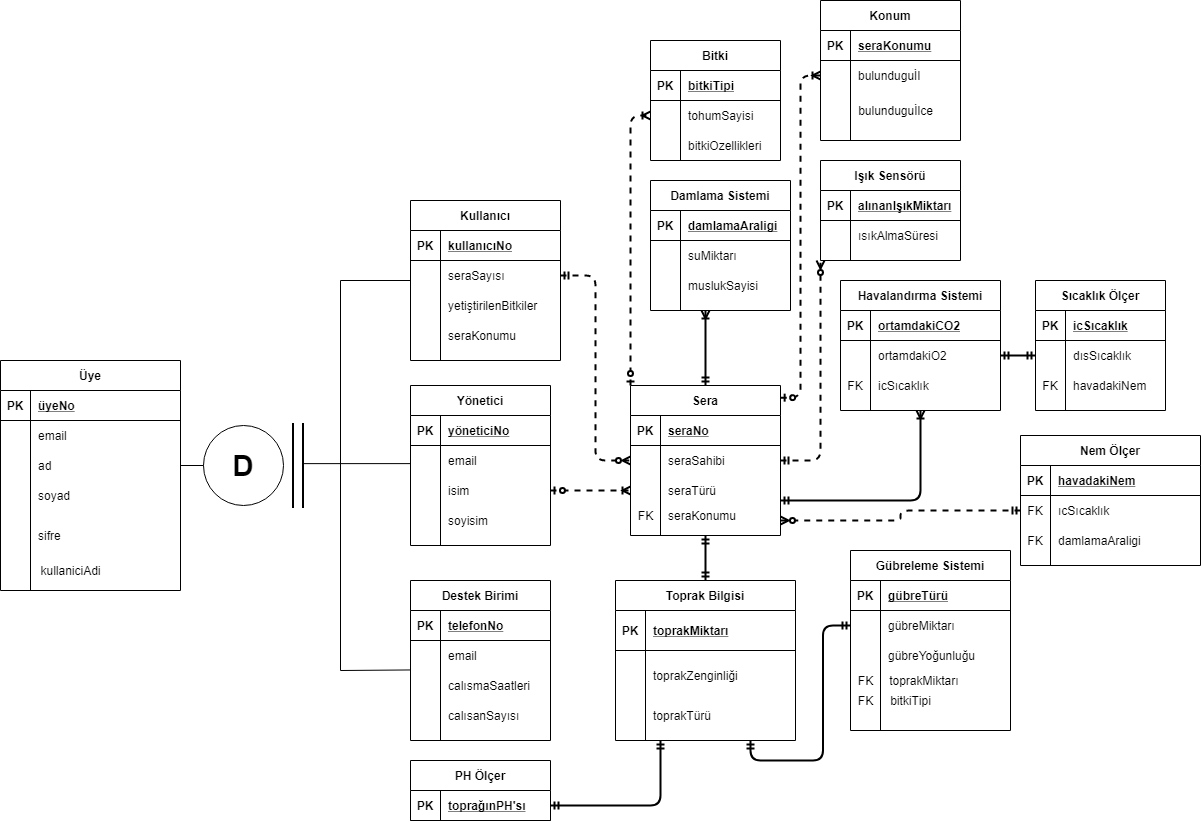 Üye
PK üyeNo
email
ad
soyad
sifre
kullaniciAdi
D
Kullanıcı
PK kullanıcıNo
seraSayısı
yetiştirilenBitkiler
seraKonumu
Yönetici
PK yöneticiNo
email
isim
soyisim
Destek Birimi
PK telefonNo
email
calısmaSaatleri
calısanSayısı
PH Ölçer
PK toprağınPH'sı
Bitki
PK bitkiTipi
tohumSayisi
bitkiOzellikleri
Damlama Sistemi
PK damlamaAraligi
suMiktarı
muslukSayisi
Sera
PK seraNo
seraSahibi
seraTürü
FK seraKonumu
Toprak Bilgisi
PK toprakMiktarı
toprakZenginliği
toprakTürü
Konum
PK seraKonumu
bulunduguİl
bulunduguİlce
Işık Sensörü
PK alınanIşıkMiktarı
ısıkAlmaSüresi
Havalandırma Sistemi
PK ortamdakiCO2
ortamdakiO2
FK icSıcaklık
Sıcaklık Ölçer
PK icSıcaklık
dısSıcaklık
FK havadakiNem
Nem Ölçer
PK havadakiNem
FK ıcSıcaklık
FK damlamaAraligi
Gübreleme Sistemi
PK gübreTürü
gübreMiktarı
gübreYoğunluğu
FK toprakMiktarı
FK bitkiTipi